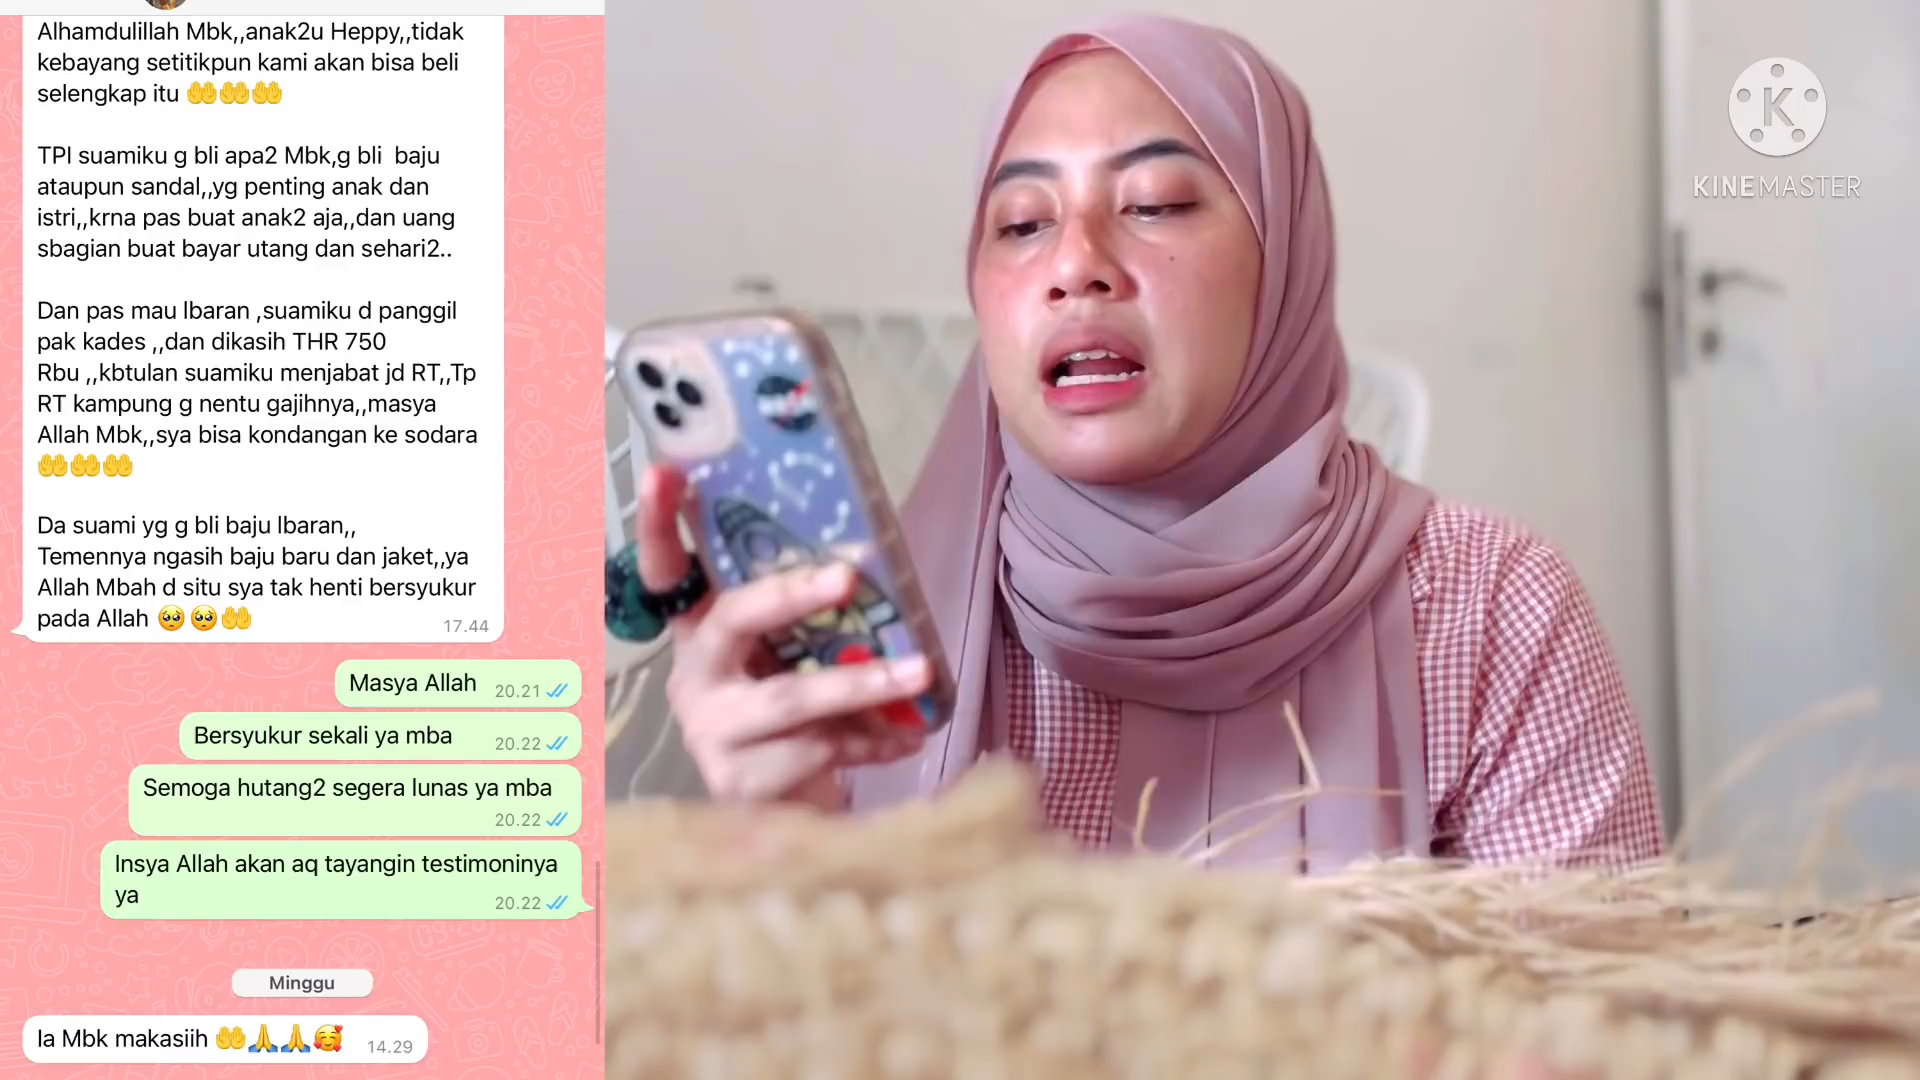 Alhamdulillah Mbk,,anak2u Heppy,,tidak
kebayang setitikpun kami akan bisa beli
selengkap itu 🤲🤲🤲
TPI suamiku g bli apa2 Mbk,g bli  baju
ataupun sandal,,yg penting anak dan
istri,,krna pas buat anak2 aja,,dan uang
sbagian buat bayar utang dan sehari2..
Dan pas mau lbaran ,suamiku d panggil
pak kades ,,dan dikasih THR 750
Rbu ,,kbtulan suamiku menjabat jd RT,,Tp
RT kampung g nentu gajihnya,,masya
Allah Mbk,,sya bisa kondangan ke sodara
🤲🤲🤲
Da suami yg g bli baju lbaran,,
Temennya ngasih baju baru dan jaket,,ya
Allah Mbah d situ sya tak henti bersyukur
pada Allah 🥺🥺🤲
17.44
Masya Allah 20.21
Bersyukur sekali ya mba 20.22
Semoga hutang2 segera lunas ya mba
20.22
Insya Allah akan aq tayangin testimoninya
ya 20.22
Minggu
Ia Mbk makasiih 🤲🙏🙏🥰 14.29
K
KINEMASTER